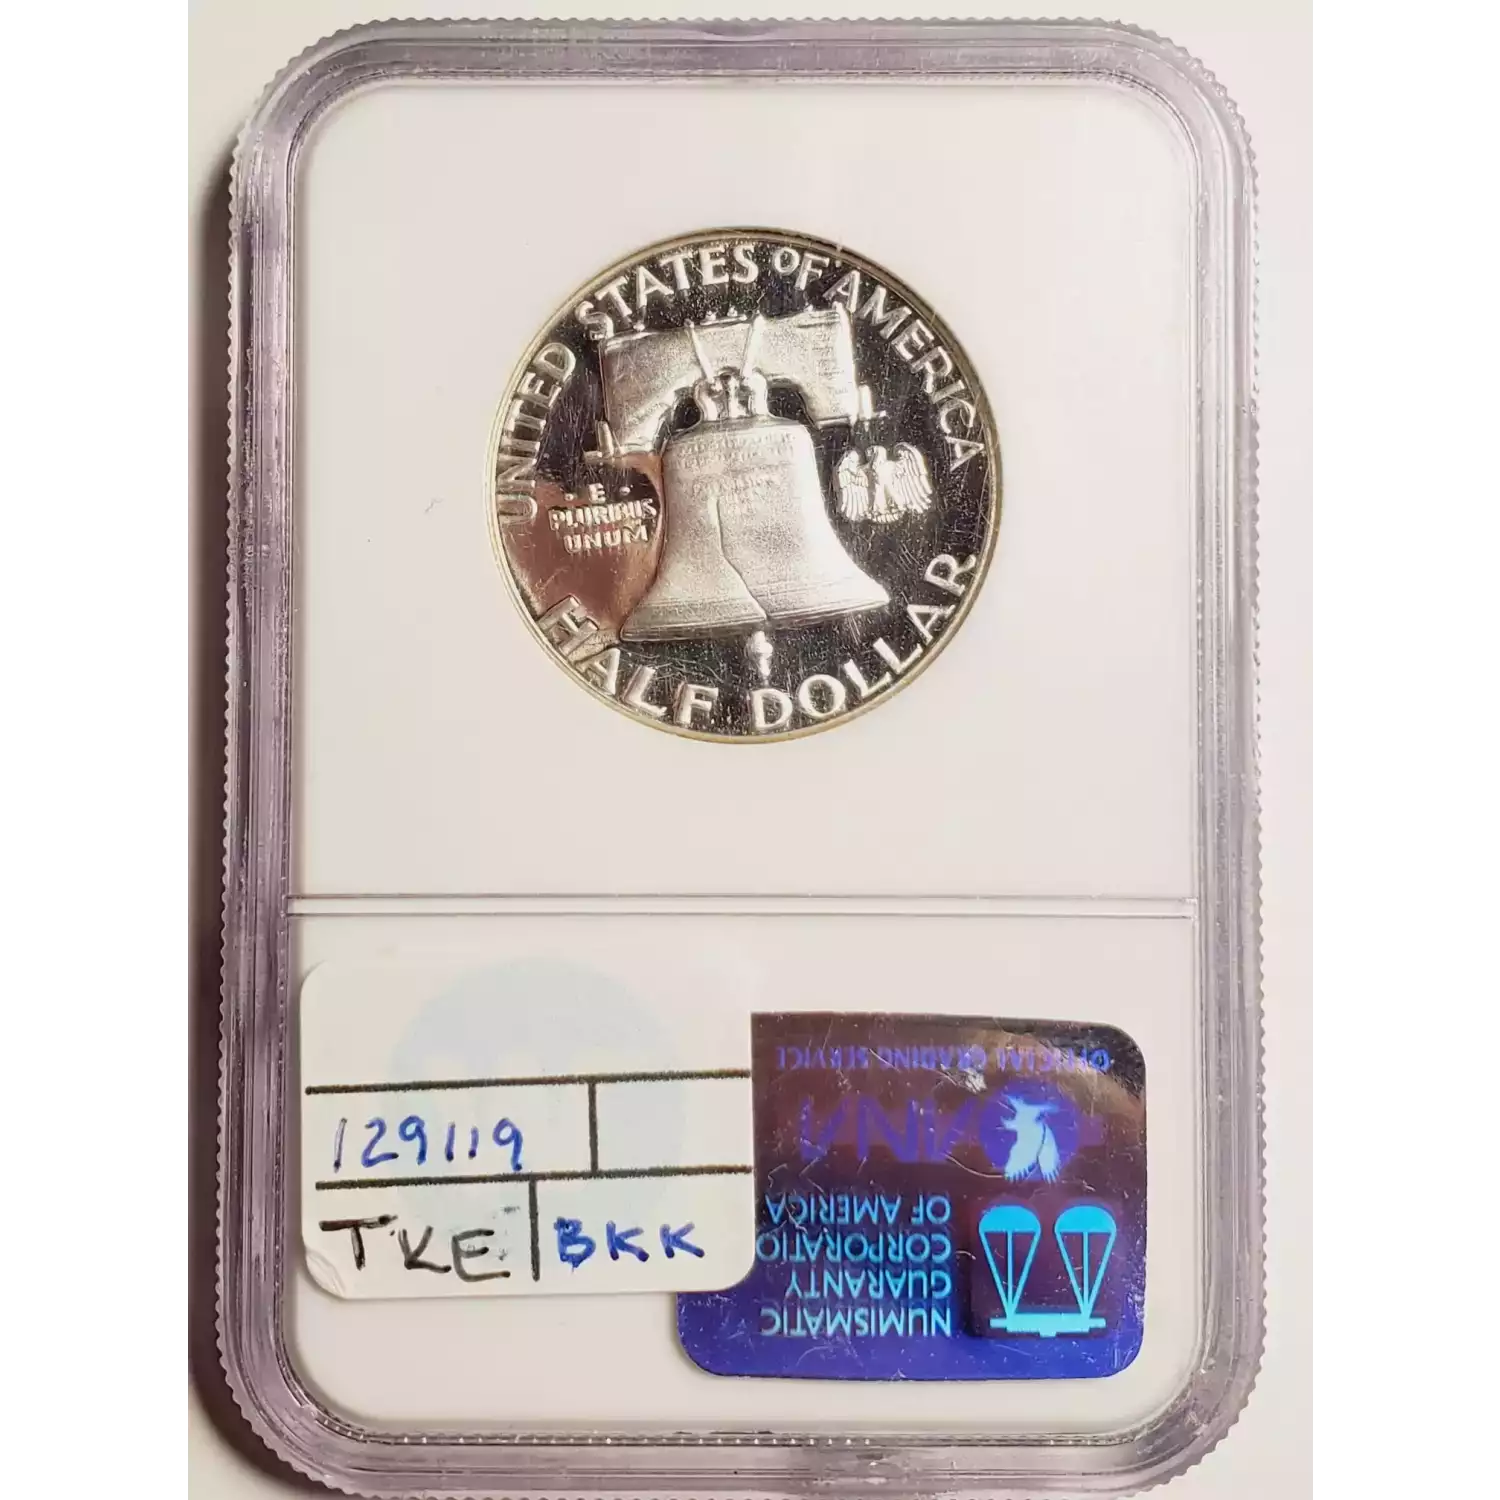 UNITED STATES OF AMERICA
· E ·
PLURIBUS
UNUM
HALF DOLLAR
129119
TKE BKK
OFFICIAL GRADING SERVICE
ANA
NUMISMATIC
GUARANTY
CORPORATIO
OF AMERICA